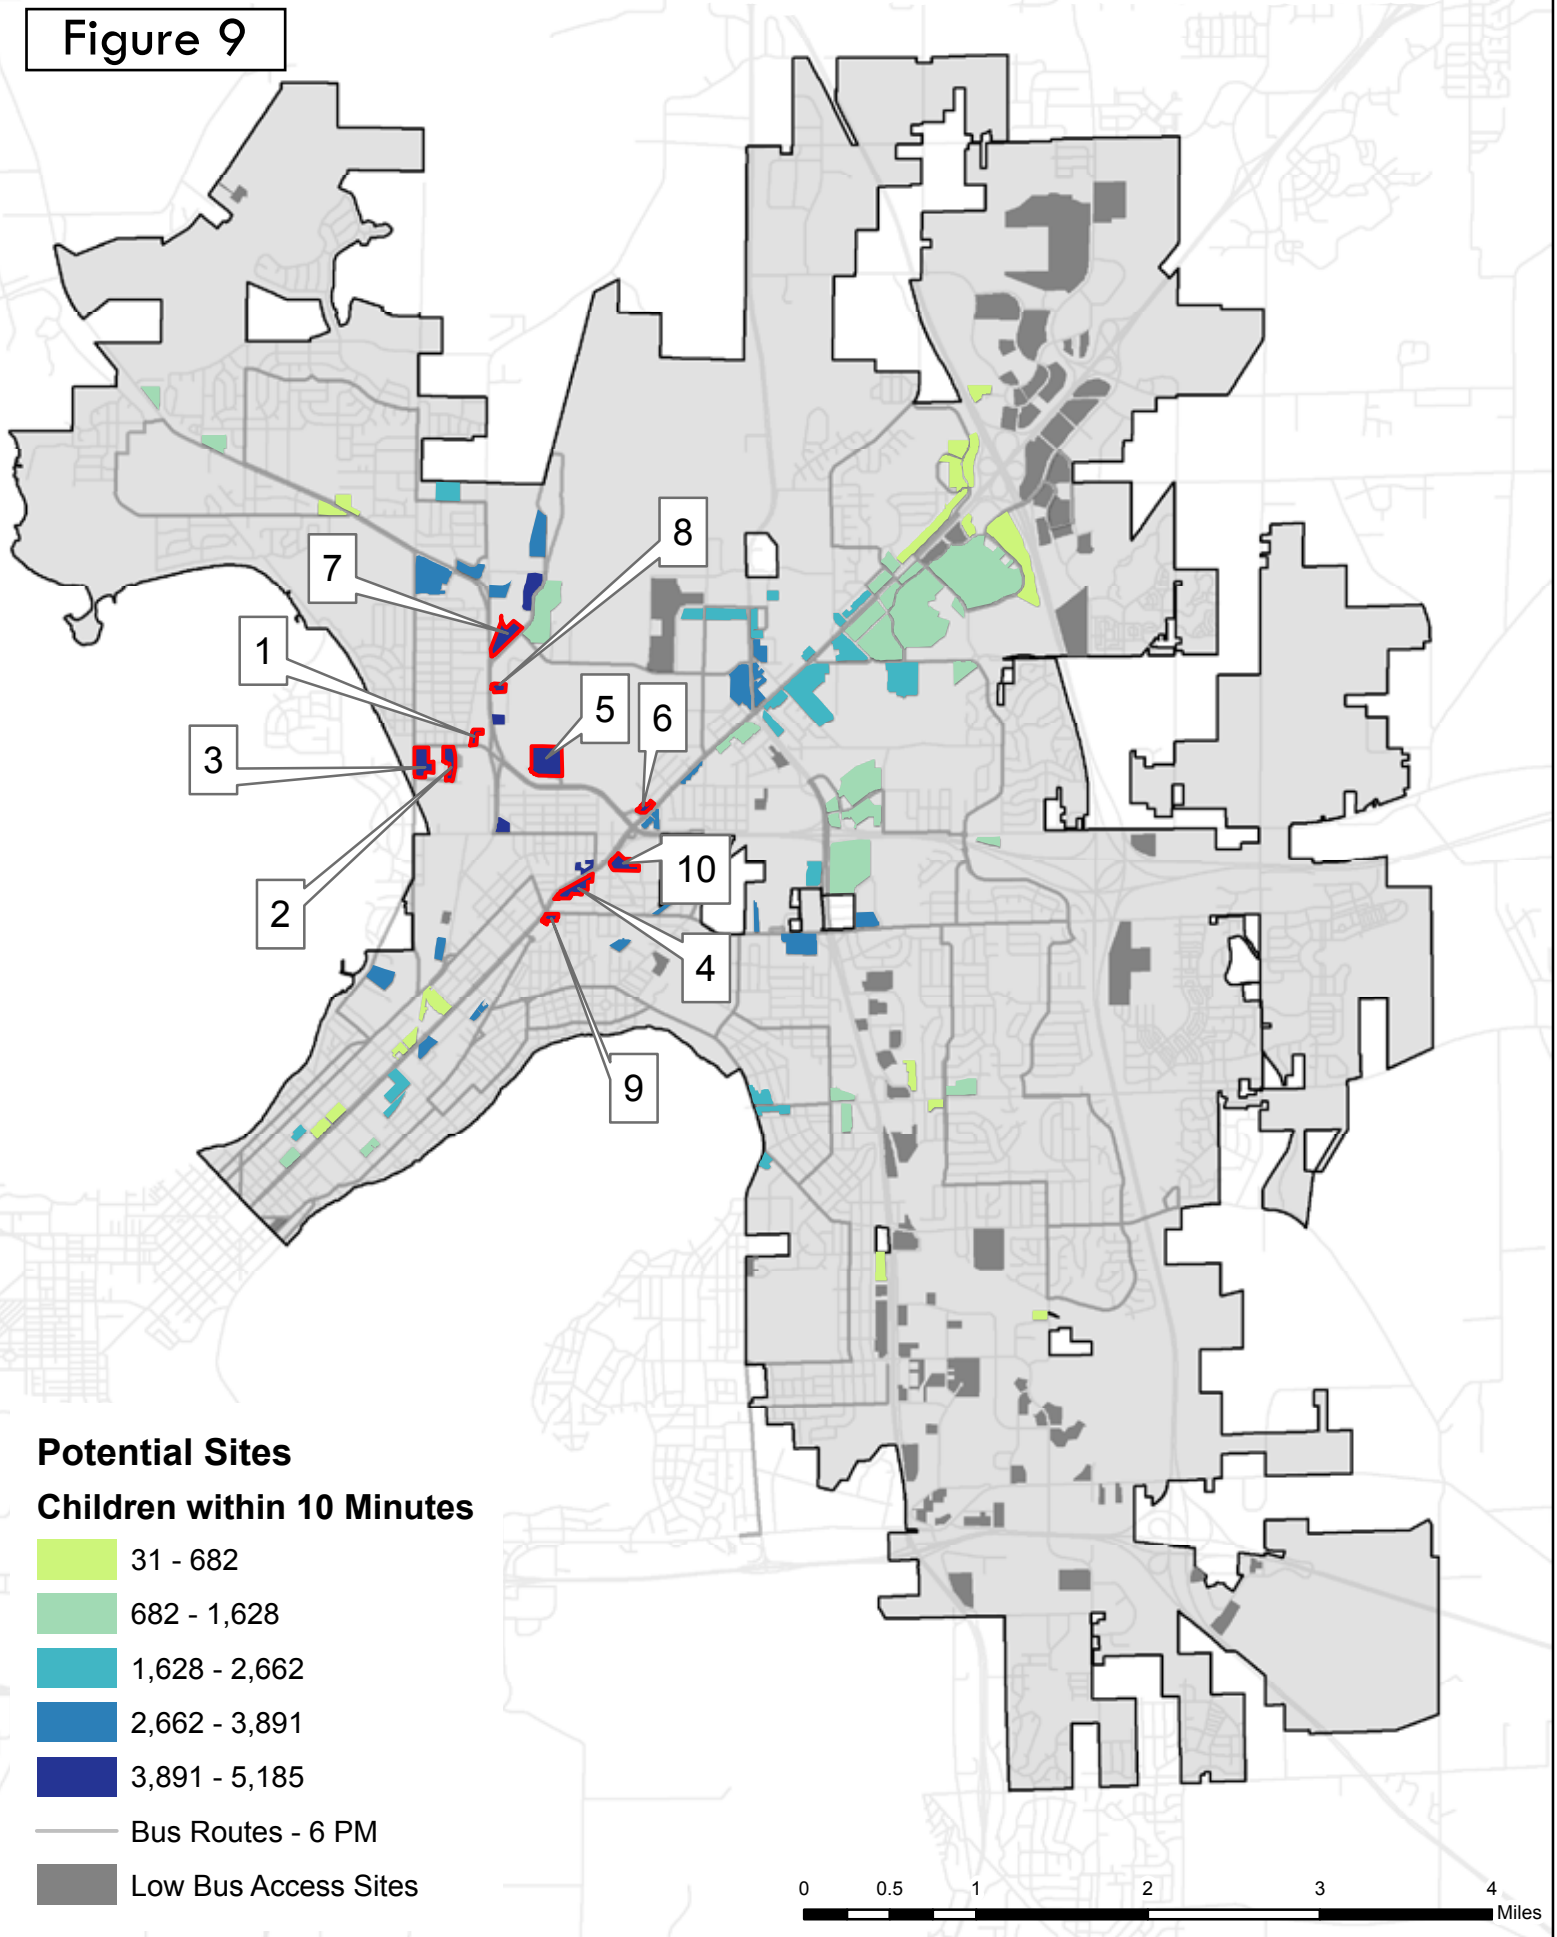 Figure 9
8
7
1
5
6
3
10
2
4
9
Potential Sites
Children within 10 Minutes
31 - 682
682 - 1,628
1,628 - 2,662
2,662 - 3,891
3,891 - 5,185
Bus Routes - 6 PM
Low Bus Access Sites
0 0.5 1 2 3 4
Miles